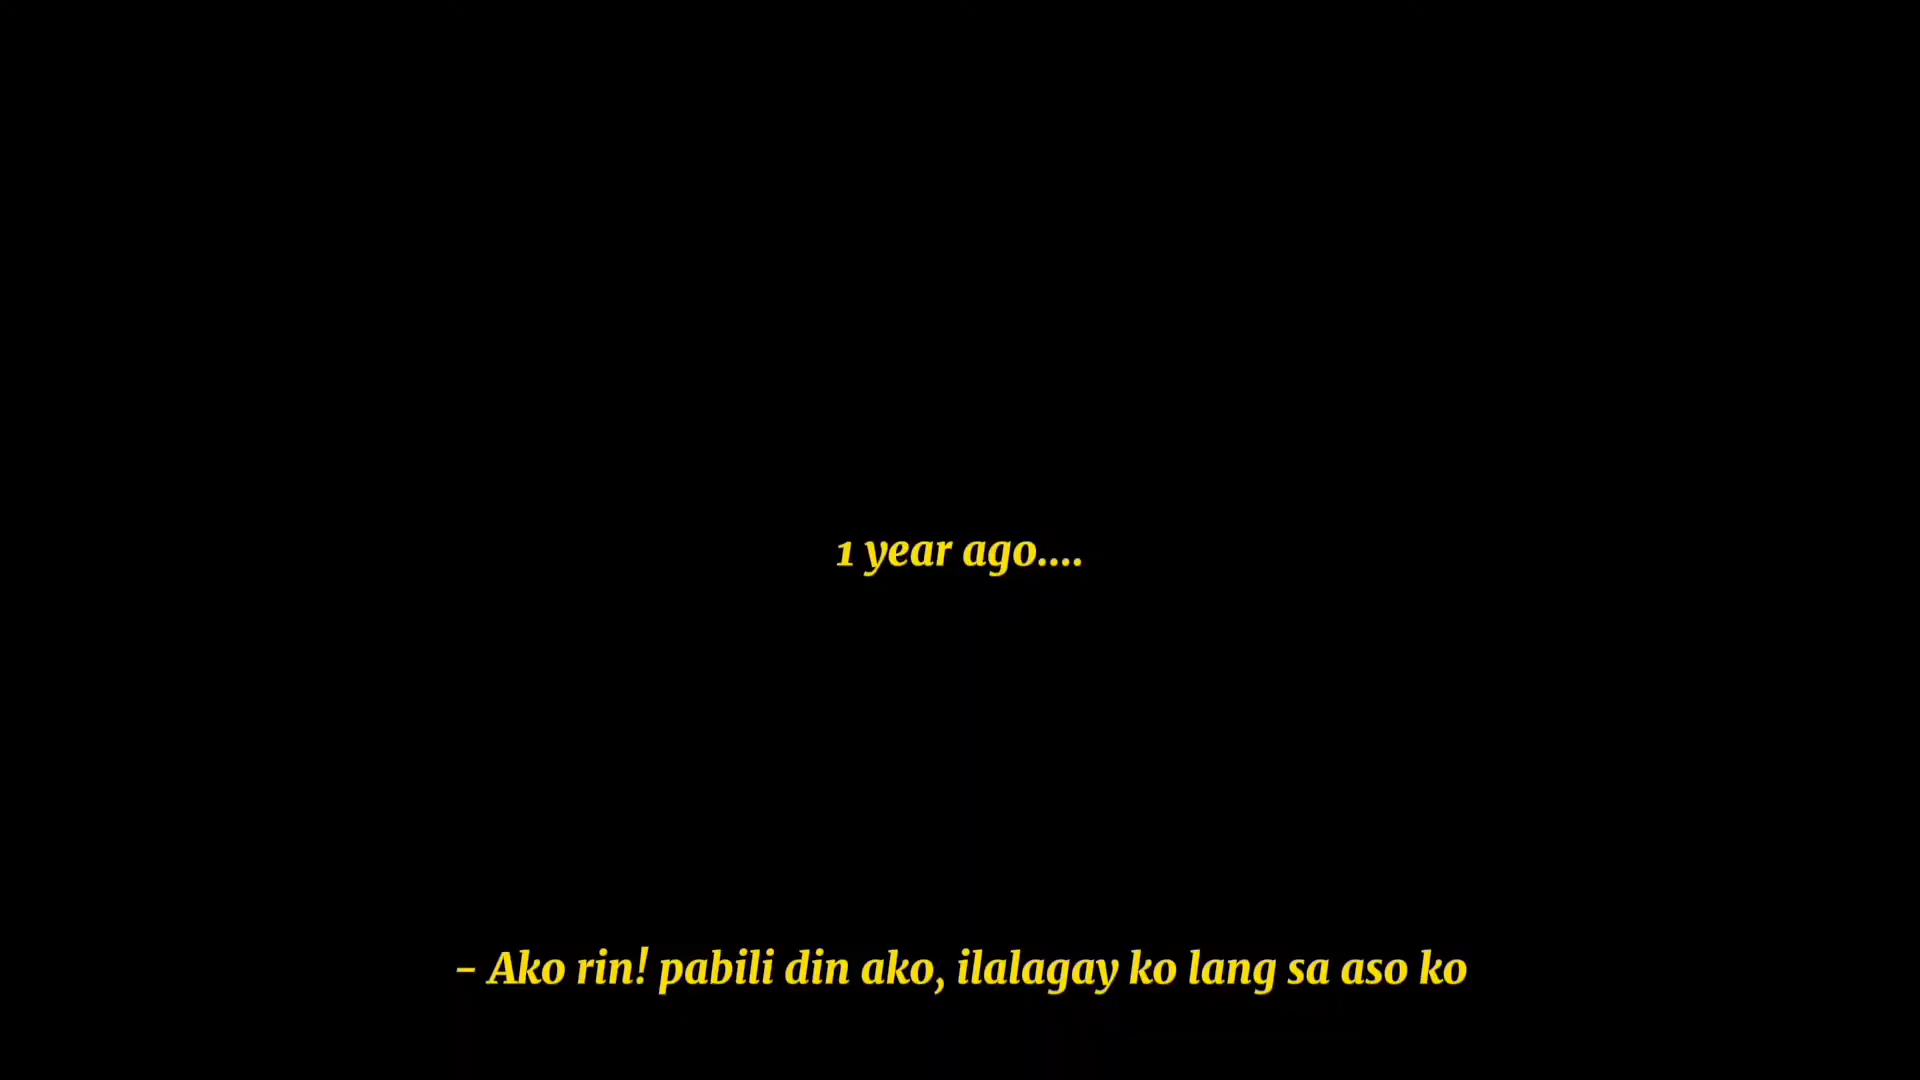 1 year ago....
- Ako rin! pabili din ako, ilalagay ko lang sa aso ko